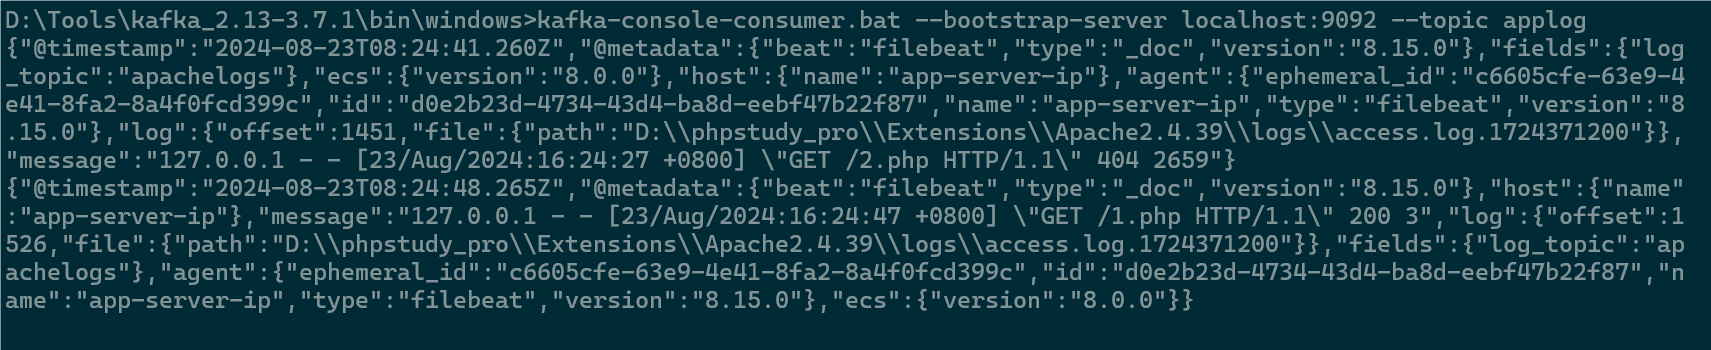 D:\Tools\kafka_2.13-3.7.1\bin\windows>kafka-console-consumer.bat --bootstrap-server localhost:9092 --topic applog
{"@timestamp":"2024-08-23T08:24:41.260Z","@metadata":{"beat":"filebeat","type":"_doc","version":"8.15.0"},"fields":{"log
_topic":"apachelogs"},"ecs":{"version":"8.0.0"},"host":{"name":"app-server-ip"},"agent":{"ephemeral_id":"c6605cfe-63e9-4
e41-8fa2-8a4f0fcd399c","id":"d0e2b23d-4734-43d4-ba8d-eebf47b22f87","name":"app-server-ip","type":"filebeat","version":"8
.15.0"},"log":{"offset":1451,"file":{"path":"D:\\phpstudy_pro\\Extensions\\Apache2.4.39\\logs\\access.log.1724371200"}},
"message":"127.0.0.1 - - [23/Aug/2024:16:24:27 +0800] \"GET /2.php HTTP/1.1\" 404 2659"}
{"@timestamp":"2024-08-23T08:24:48.265Z","@metadata":{"beat":"filebeat","type":"_doc","version":"8.15.0"},"host":{"name"
:"app-server-ip"},"message":"127.0.0.1 - - [23/Aug/2024:16:24:47 +0800] \"GET /1.php HTTP/1.1\" 200 3","log":{"offset":1
526,"file":{"path":"D:\\phpstudy_pro\\Extensions\\Apache2.4.39\\logs\\access.log.1724371200"}},"fields":{"log_topic":"ap
achelogs"},"agent":{"ephemeral_id":"c6605cfe-63e9-4e41-8fa2-8a4f0fcd399c","id":"d0e2b23d-4734-43d4-ba8d-eebf47b22f87","n
ame":"app-server-ip","type":"filebeat","version":"8.15.0"},"ecs":{"version":"8.0.0"}}